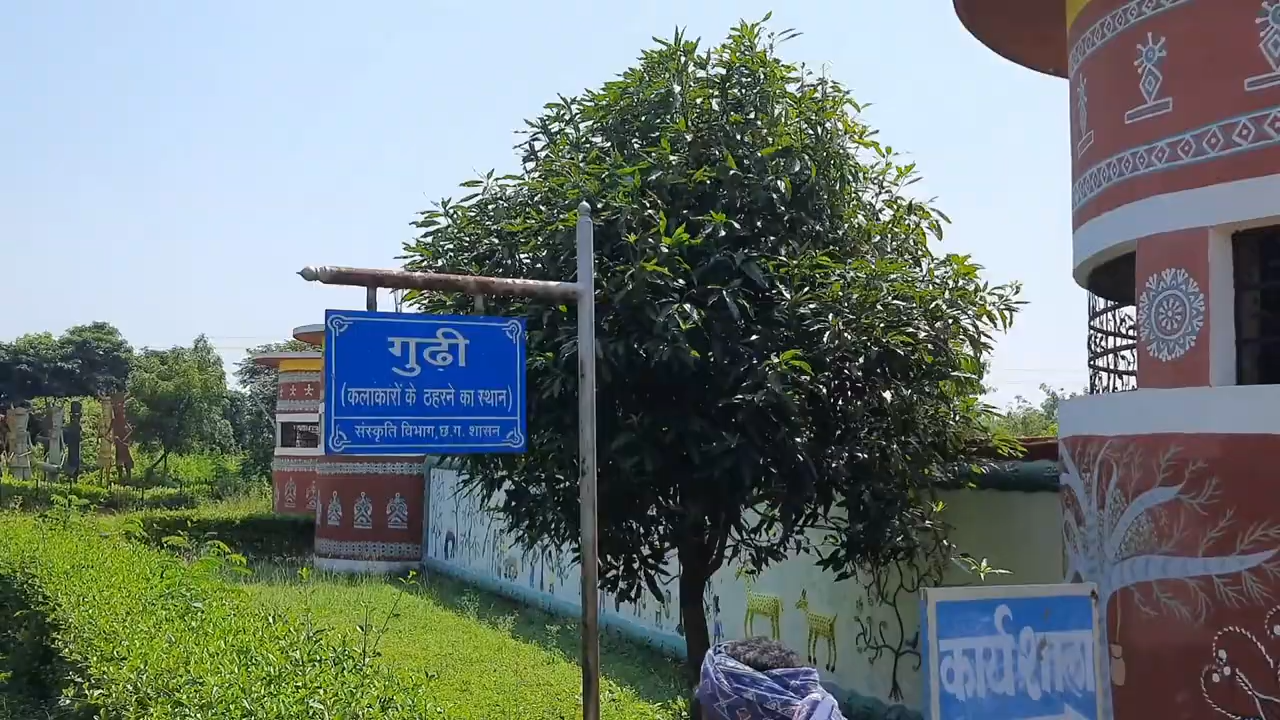 गुढ़ी
(कलाकारों के ठहरने का स्थान)
संस्कृति विभाग, छ.ग. शासन
कार्यशाला